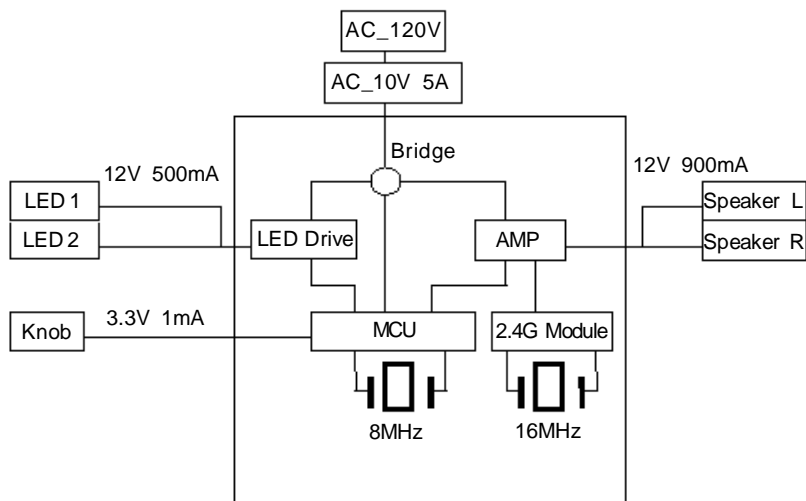 AC_120V
AC_10V 5A
Bridge
12V 500mA
12V 900mA
LED 1
LED 2
LED Drive
AMP
Speaker L
Speaker R
Knob
3.3V 1mA
MCU
2.4G Module
8MHz
16MHz